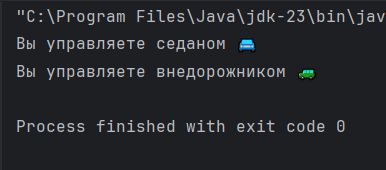 "C:\Program Files\Java\jdk-23\bin\jav
Вы управляете седаном 🚘
Вы управляете внедорожником 🚙
Process finished with exit code 0